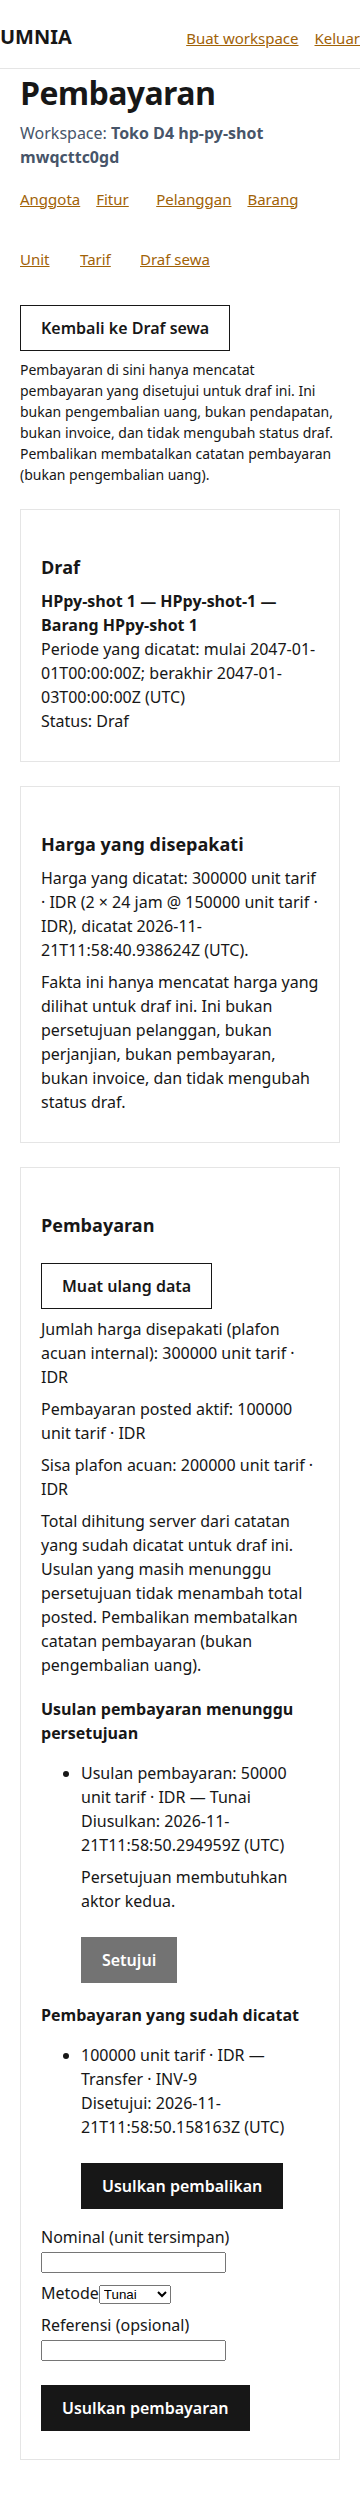 UMNIA
Buat workspace Keluar
Pembayaran
Workspace: Toko D4 hp-py-shot
mwqcttc0gd
Anggota Fitur Pelanggan Barang
Unit Tarif Draf sewa
Kembali ke Draf sewa
Pembayaran di sini hanya mencatat
pembayaran yang disetujui untuk draf ini. Ini
bukan pengembalian uang, bukan pendapatan,
bukan invoice, dan tidak mengubah status draf.
Pembalikan membatalkan catatan pembayaran
(bukan pengembalian uang).
Draf
HPpy-shot 1 — HPpy-shot-1 —
Barang HPpy-shot 1
Periode yang dicatat: mulai 2047-01-
01T00:00:00Z; berakhir 2047-01-
03T00:00:00Z (UTC)
Status: Draf
Harga yang disepakati
Harga yang dicatat: 300000 unit tarif
· IDR (2 × 24 jam @ 150000 unit tarif ·
IDR), dicatat 2026-11-
21T11:58:40.938624Z (UTC).
Fakta ini hanya mencatat harga yang
dilihat untuk draf ini. Ini bukan
persetujuan pelanggan, bukan
perjanjian, bukan pembayaran,
bukan invoice, dan tidak mengubah
status draf.
Pembayaran
Muat ulang data
Jumlah harga disepakati (plafon
acuan internal): 300000 unit tarif ·
IDR
Pembayaran posted aktif: 100000
unit tarif · IDR
Sisa plafon acuan: 200000 unit tarif ·
IDR
Total dihitung server dari catatan
yang sudah dicatat untuk draf ini.
Usulan yang masih menunggu
persetujuan tidak menambah total
posted. Pembalikan membatalkan
catatan pembayaran (bukan
pengembalian uang).
Usulan pembayaran menunggu
persetujuan
• Usulan pembayaran: 50000
unit tarif · IDR — Tunai
Diusulkan: 2026-11-
21T11:58:50.294959Z (UTC)
Persetujuan membutuhkan
aktor kedua.
Setujui
Pembayaran yang sudah dicatat
• 100000 unit tarif · IDR —
Transfer · INV-9
Disetujui: 2026-11-
21T11:58:50.158163Z (UTC)
Usulkan pembalikan
Nominal (unit tersimpan)
Metode Tunai
Referensi (opsional)
Usulkan pembayaran